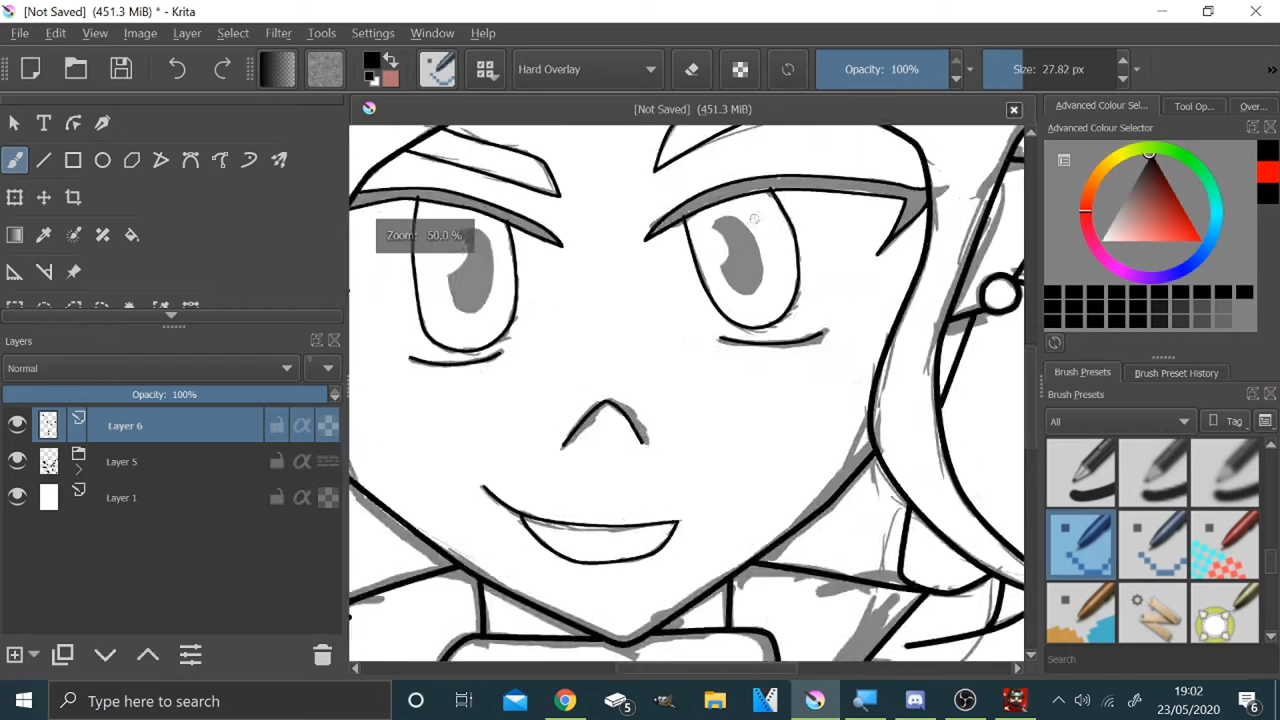 [Not Saved] (451.3 MiB) * - Krita
File Edit View Image Layer Select Filter Tools Settings Window Help
Hard Overlay Opacity: 100% Size: 27.82 px
[Not Saved] (451.3 MiB)
Advanced Colour Sel... Tool Op... Over...
Advanced Colour Selector
Zoom: 50.0 %
Layers
Normal
Opacity: 100%
Layer 6
Layer 5
Layer 1
Brush Presets Brush Preset History
Brush Presets
All Tag
Search
Type here to search
5
19:02
23/05/2020
6